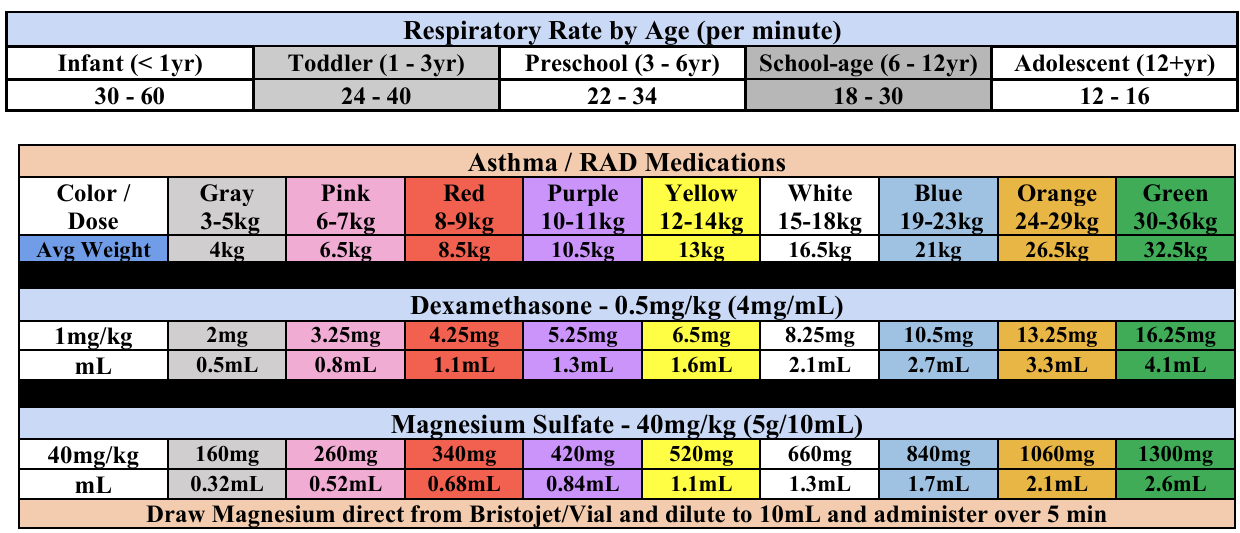 Respiratory Rate by Age (per minute)
Infant (< 1yr) Toddler (1 - 3yr) Preschool (3 - 6yr) School-age (6 - 12yr) Adolescent (12+yr)
30 - 60 24 - 40 22 - 34 18 - 30 12 - 16
Asthma / RAD Medications
Color / Gray Pink Red Purple Yellow White Blue Orange Green
Dose 3-5kg 6-7kg 8-9kg 10-11kg 12-14kg 15-18kg 19-23kg 24-29kg 30-36kg
Avg Weight 4kg 6.5kg 8.5kg 10.5kg 13kg 16.5kg 21kg 26.5kg 32.5kg
Dexamethasone - 0.5mg/kg (4mg/mL)
1mg/kg 2mg 3.25mg 4.25mg 5.25mg 6.5mg 8.25mg 10.5mg 13.25mg 16.25mg
mL 0.5mL 0.8mL 1.1mL 1.3mL 1.6mL 2.1mL 2.7mL 3.3mL 4.1mL
Magnesium Sulfate - 40mg/kg (5g/10mL)
40mg/kg 160mg 260mg 340mg 420mg 520mg 660mg 840mg 1060mg 1300mg
mL 0.32mL 0.52mL 0.68mL 0.84mL 1.1mL 1.3mL 1.7mL 2.1mL 2.6mL
Draw Magnesium direct from Bristojet/Vial and dilute to 10mL and administer over 5 min